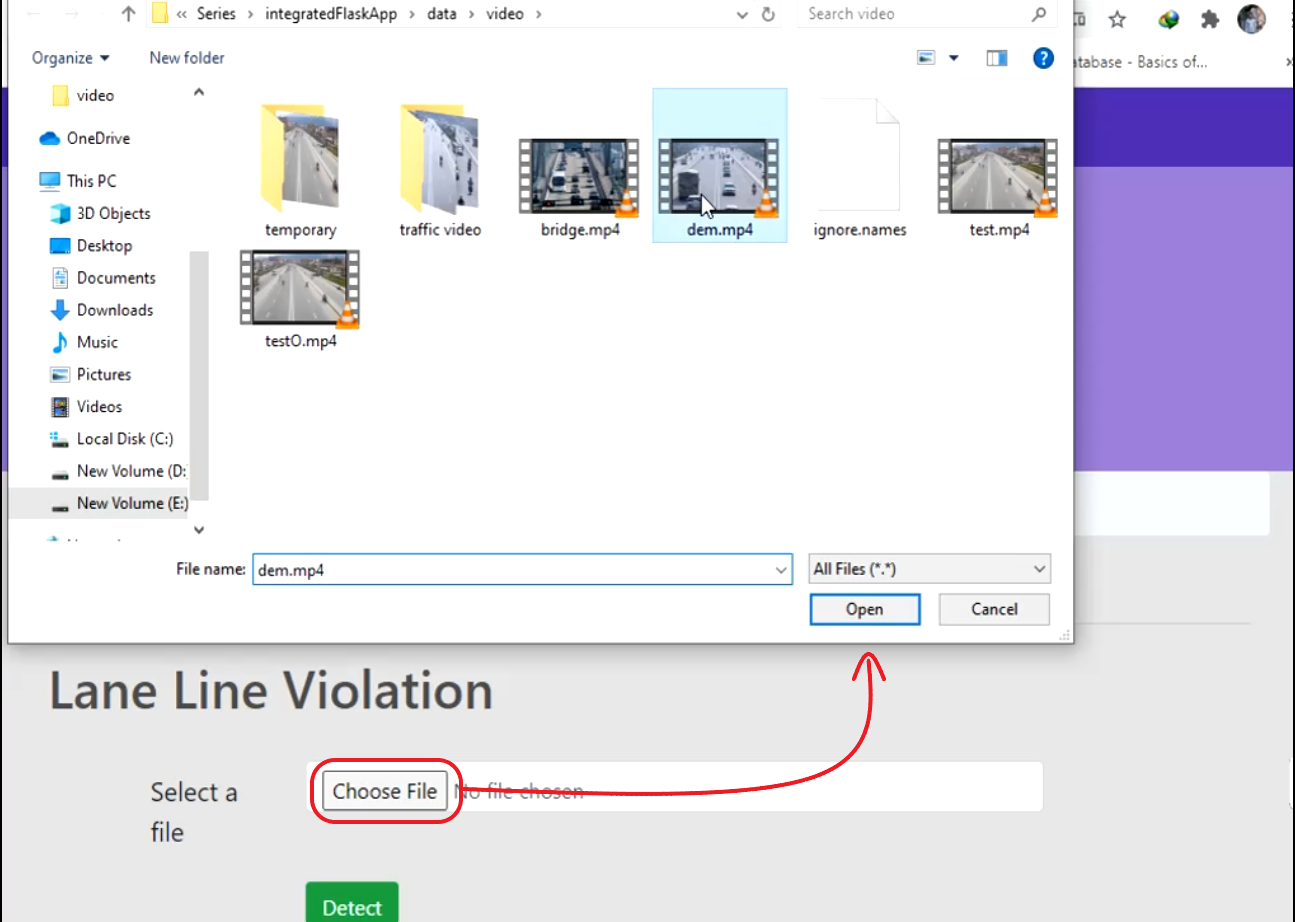 « Series › integratedFlaskApp › data › video ›
Search video
Organize
New folder
?
atabase - Basics of...
video
OneDrive
This PC
3D Objects
Desktop
Documents
Downloads
Music
Pictures
Videos
Local Disk (C:)
New Volume (D:
New Volume (E:)
temporary
traffic video
bridge.mp4
dem.mp4
ignore.names
test.mp4
testO.mp4
File name:
dem.mp4
All Files (*.*)
Open
Cancel
Lane Line Violation
Select a
file
Choose File
No file chosen
Detect